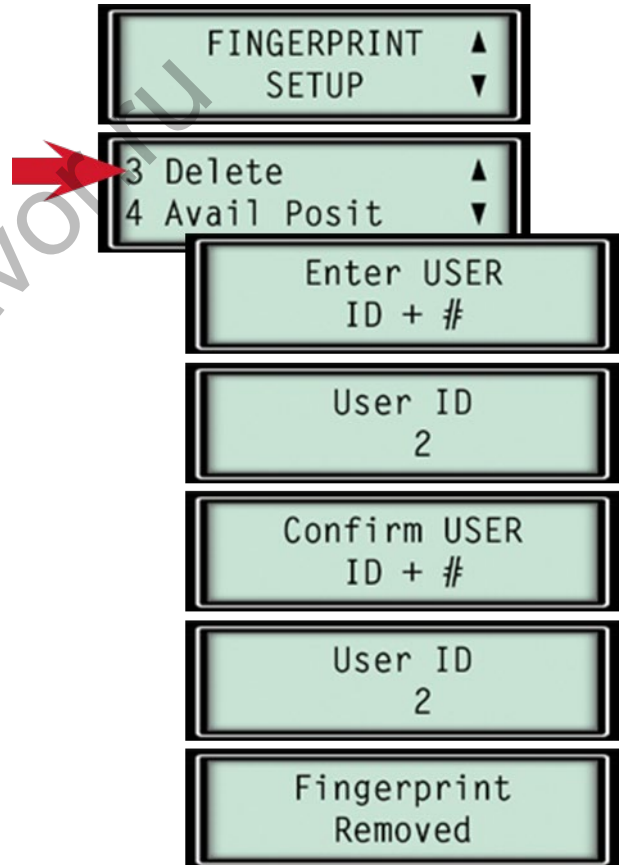 FINGERPRINT ▲
SETUP ▼
3 Delete ▲
4 Avail Posit ▼
Enter USER
ID + #
User ID
2
Confirm USER
ID + #
User ID
2
Fingerprint
Removed